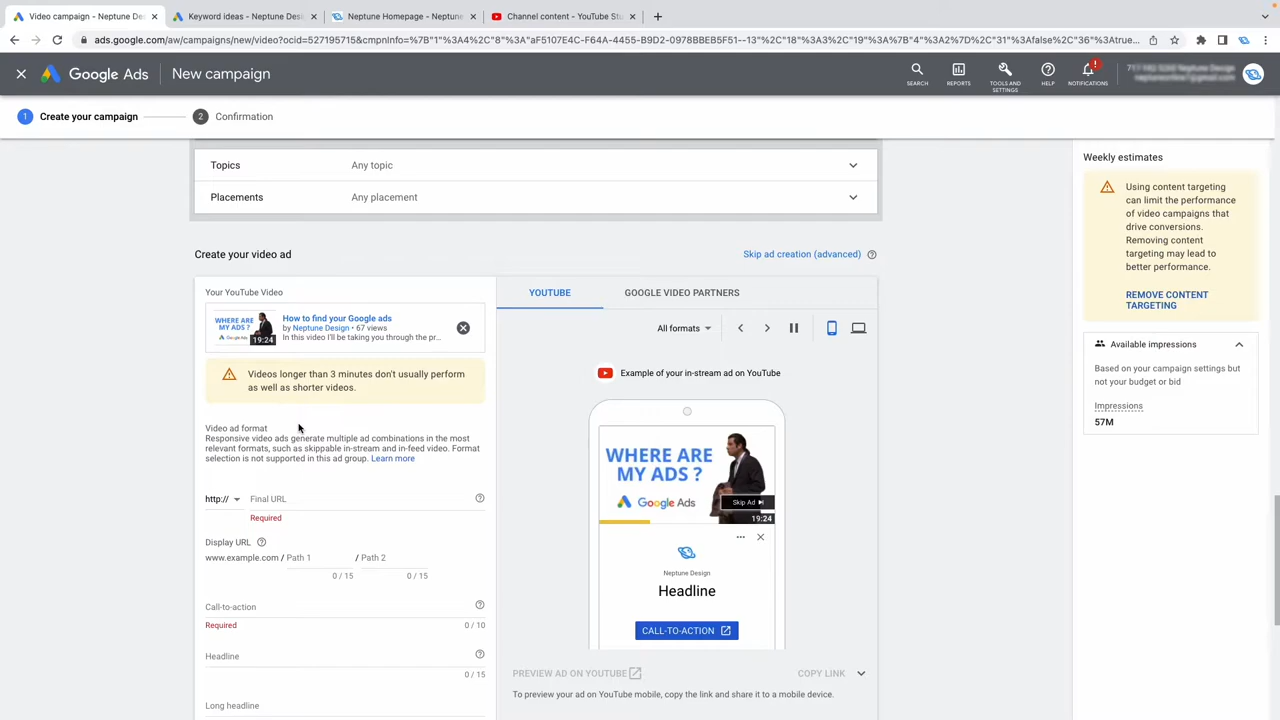 Video campaign - Neptune Des
Keyword ideas - Neptune Desi
Neptune Homepage - Neptune
Channel content - YouTube Stu
ads.google.com/aw/campaigns/new/video?ocid=527195715&cmpnInfo=%7B"1"%3A4%2C"8"%3A"aF5107E4C-F64A-4455-B9D2-0978BBEB5F51--13"%2C"18"%3A3%2C"19"%3A%7B"4"%3A2%7D%2C"31"%3Afalse%2C"36"%3Atrue...
Google Ads
New campaign
SEARCH
REPORTS
TOOLS AND
SETTINGS
HELP
!
NOTIFICATIONS
1 Create your campaign
2 Confirmation
Topics Any topic
Placements Any placement
Create your video ad
Skip ad creation (advanced)
Your YouTube Video
WHERE ARE
MY ADS ?
Google Ads
19:24
How to find your Google ads
by Neptune Design • 67 views
In this video I'll be taking you through the pr...
Videos longer than 3 minutes don't usually perform
as well as shorter videos.
Video ad format
Responsive video ads generate multiple ad combinations in the most
relevant formats, such as skippable in-stream and in-feed video. Format
selection is not supported in this ad group. Learn more
http:// Final URL
Required
Display URL
www.example.com / Path 1 / Path 2
0 / 15 0 / 15
Call-to-action
Required 0 / 10
Headline
0 / 15
Long headline
YOUTUBE
GOOGLE VIDEO PARTNERS
All formats
Example of your in-stream ad on YouTube
WHERE ARE
MY ADS ?
Google Ads
Skip Ad
19:24
Neptune Design
Headline
CALL-TO-ACTION
PREVIEW AD ON YOUTUBE
COPY LINK
To preview your ad on YouTube mobile, copy the link and share it to a mobile device.
Weekly estimates
Using content targeting
can limit the performance
of video campaigns that
drive conversions.
Removing content
targeting may lead to
better performance.
REMOVE CONTENT
TARGETING
Available impressions
Based on your campaign settings but
not your budget or bid
Impressions
57M